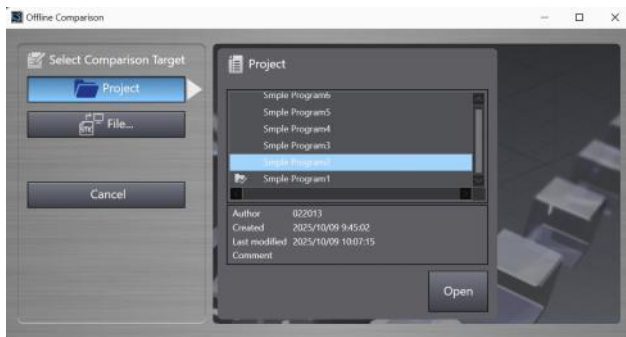 Offline Comparison
Select Comparison Target
Project
File...
Cancel
Project
Smple Program6
Smple Program5
Smple Program4
Smple Program3
Smple Program2
Smple Program1
Author 022013
Created 2025/10/09 9:45:02
Last modified 2025/10/09 10:07:15
Comment
Open